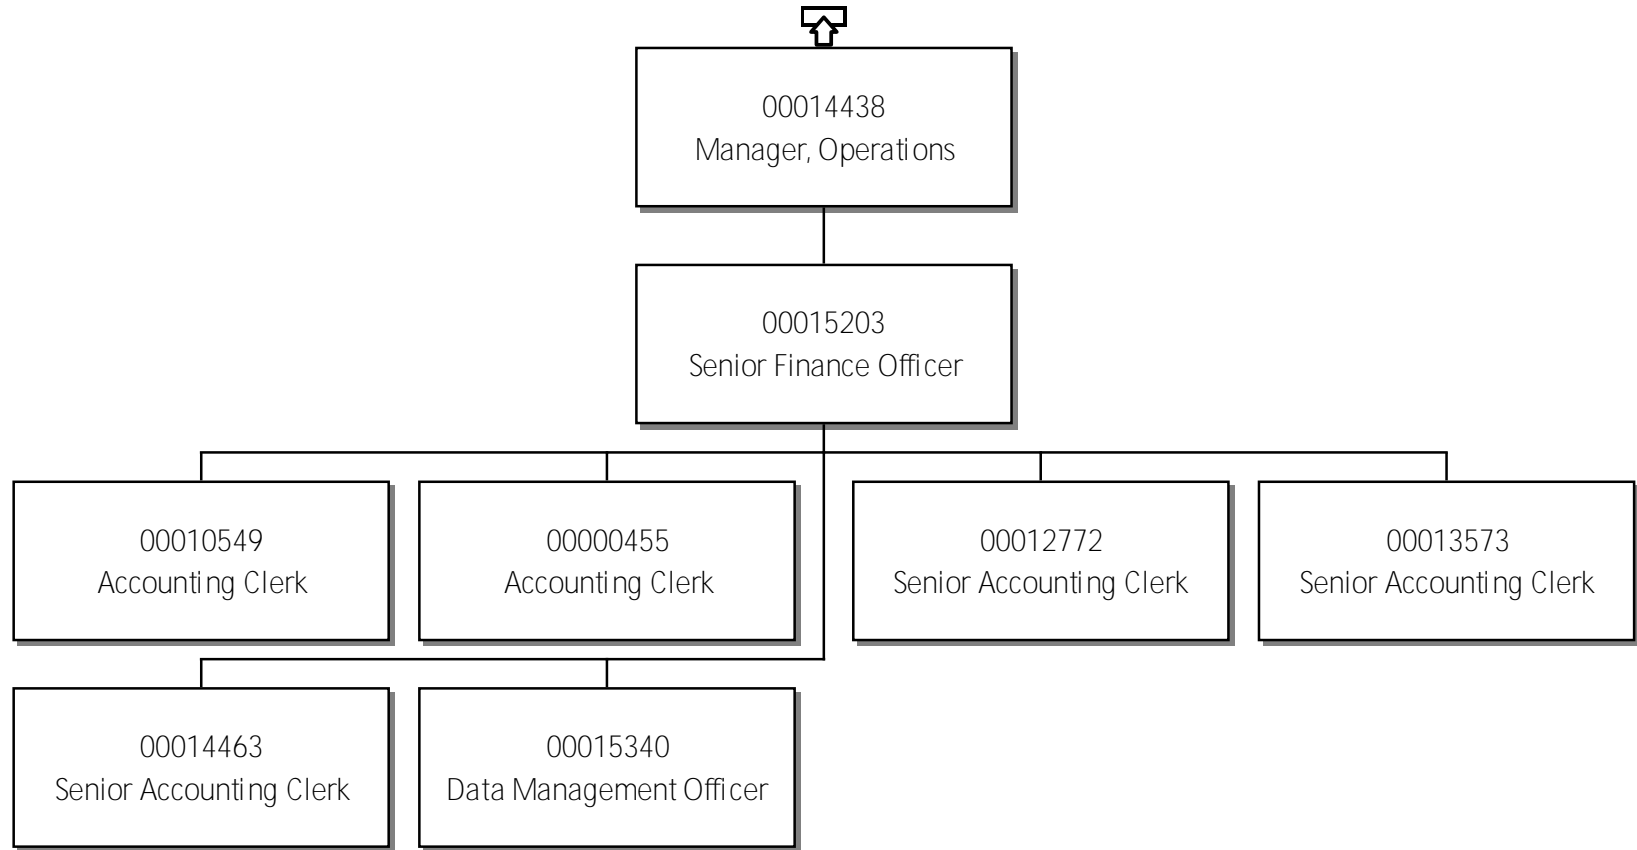 00014438
Manager, Operations
00015203
Senior Finance Officer
00010549
Accounting Clerk
00000455
Accounting Clerk
00012772
Senior Accounting Clerk
00013573
Senior Accounting Clerk
00014463
Senior Accounting Clerk
00015340
Data Management Officer